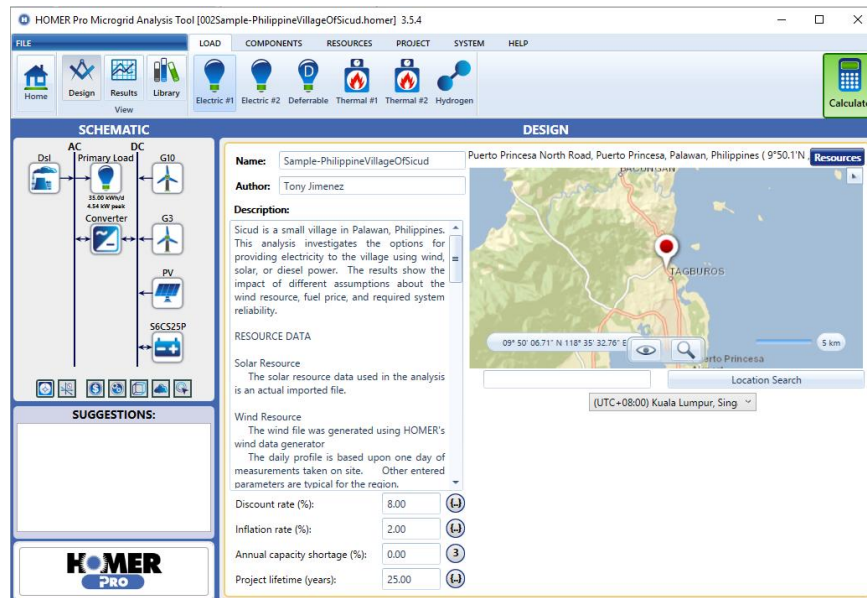 HOMER Pro Microgrid Analysis Tool [002Sample-PhilippineVillageOfSicud.homer] 3.5.4
FILE
LOAD COMPONENTS RESOURCES PROJECT SYSTEM HELP
Home Design Results Library Electric #1 Electric #2 Deferrable Thermal #1 Thermal #2 Hydrogen Calculate
View
SCHEMATIC
AC DC
Dsl Primary Load G10
35.00 kWh/d
4.54 kW peak
Converter G3
PV
S6CS25P
SUGGESTIONS:
HOMER
PRO
DESIGN
Name: Sample-PhilippineVillageOfSicud
Author: Tony Jimenez
Description:
Sicud is a small village in Palawan, Philippines.
This analysis investigates the options for
providing electricity to the village using wind,
solar, or diesel power. The results show the
impact of different assumptions about the
wind resource, fuel price, and required system
reliability.
RESOURCE DATA
Solar Resource
The solar resource data used in the analysis
is an actual imported file.
Wind Resource
The wind file was generated using HOMER's
wind data generator
The daily profile is based upon one day of
measurements taken on site. Other entered
parameters are typical for the region.
Discount rate (%): 8.00 {..}
Inflation rate (%): 2.00 {..}
Annual capacity shortage (%): 0.00 3
Project lifetime (years): 25.00 {..}
Puerto Princesa North Road, Puerto Princesa, Palawan, Philippines ( 9°50.1'N , Resources
BACUNGAN
TAGBUROS
09° 50' 06.71" N 118° 35' 32.76" E
5 km
erto Princesa
Location Search
(UTC+08:00) Kuala Lumpur, Sing